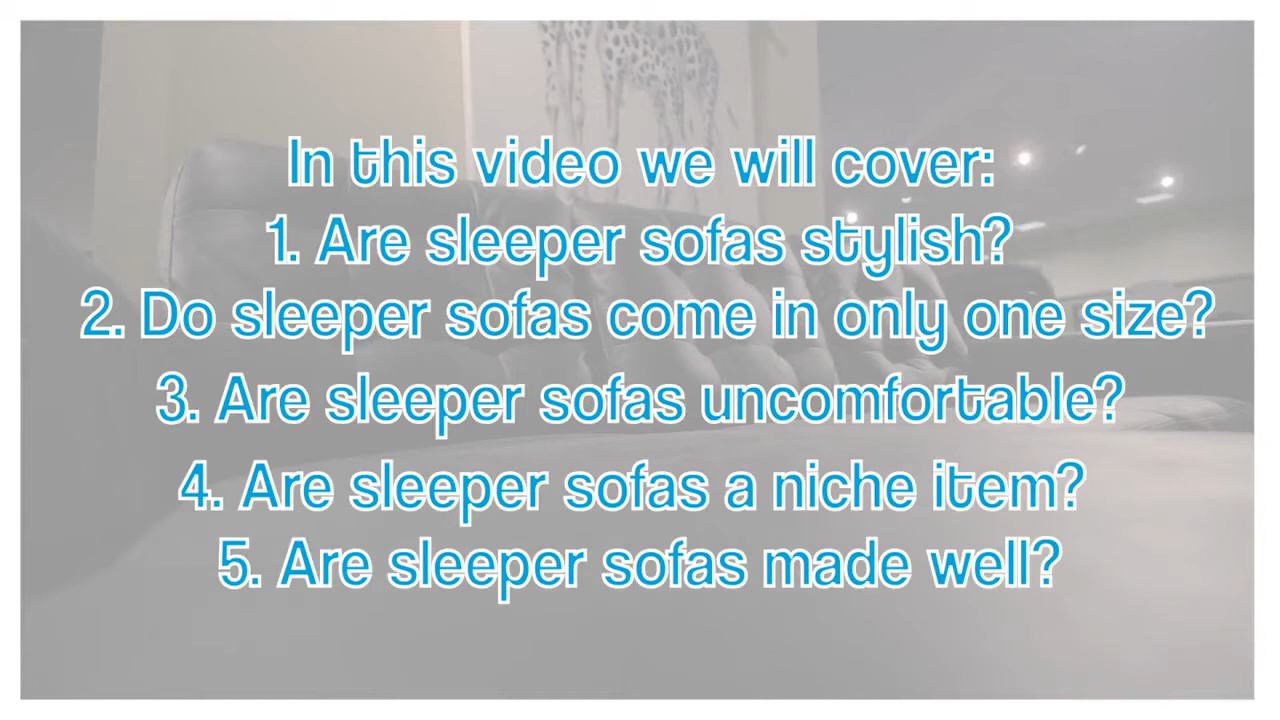 In this video we will cover:
1. Are sleeper sofas stylish?
2. Do sleeper sofas come in only one size?
3. Are sleeper sofas uncomfortable?
4. Are sleeper sofas a niche item?
5. Are sleeper sofas made well?